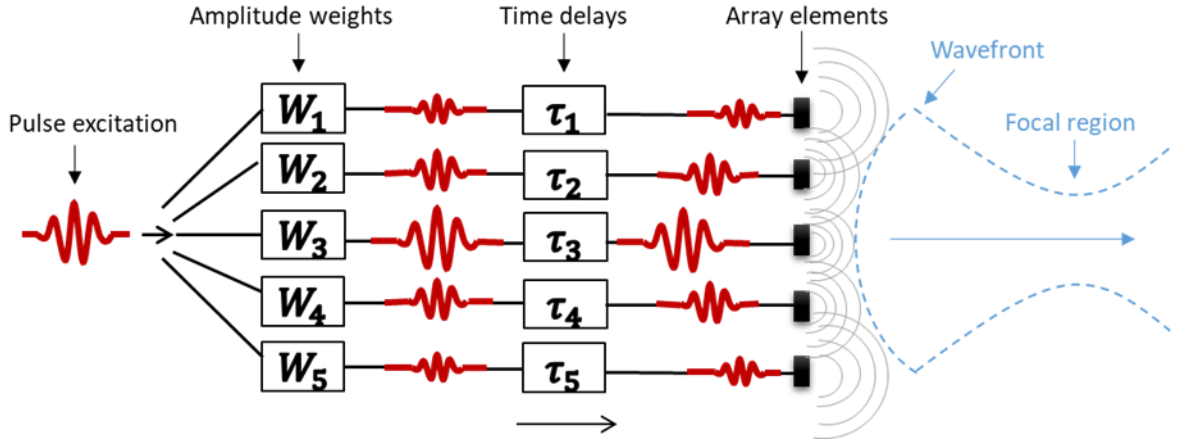 Amplitude weights
Time delays
Array elements
Wavefront
Pulse excitation
Focal region
W₁
τ₁
W₂
τ₂
W₃
τ₃
W₄
τ₄
W₅
τ₅